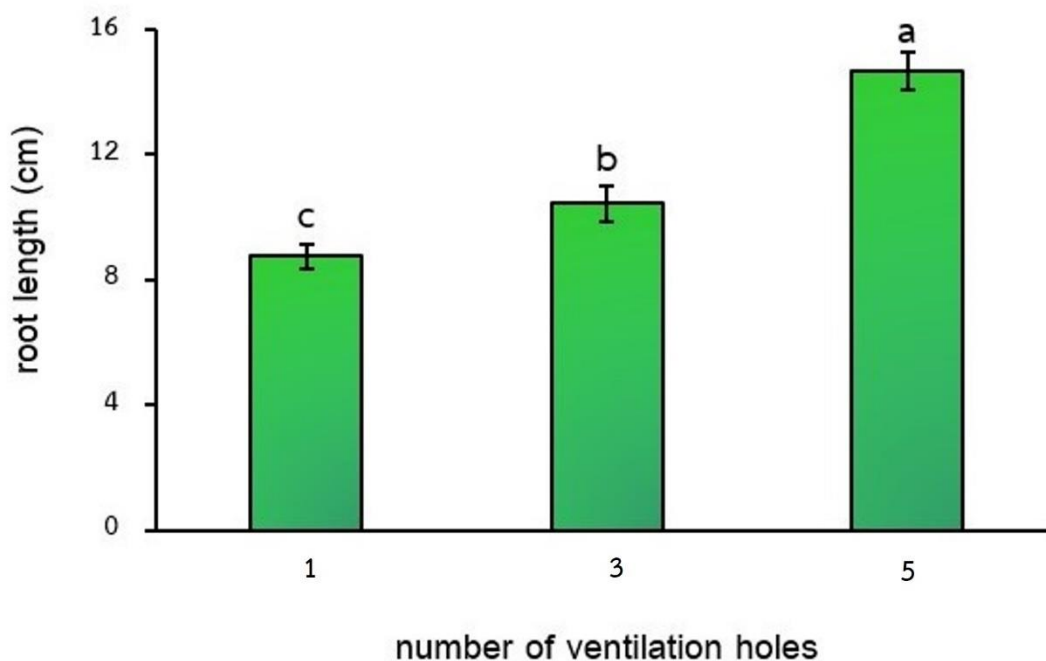 16
12
8
4
0
root length (cm)
c
b
a
1
3
5
number of ventilation holes